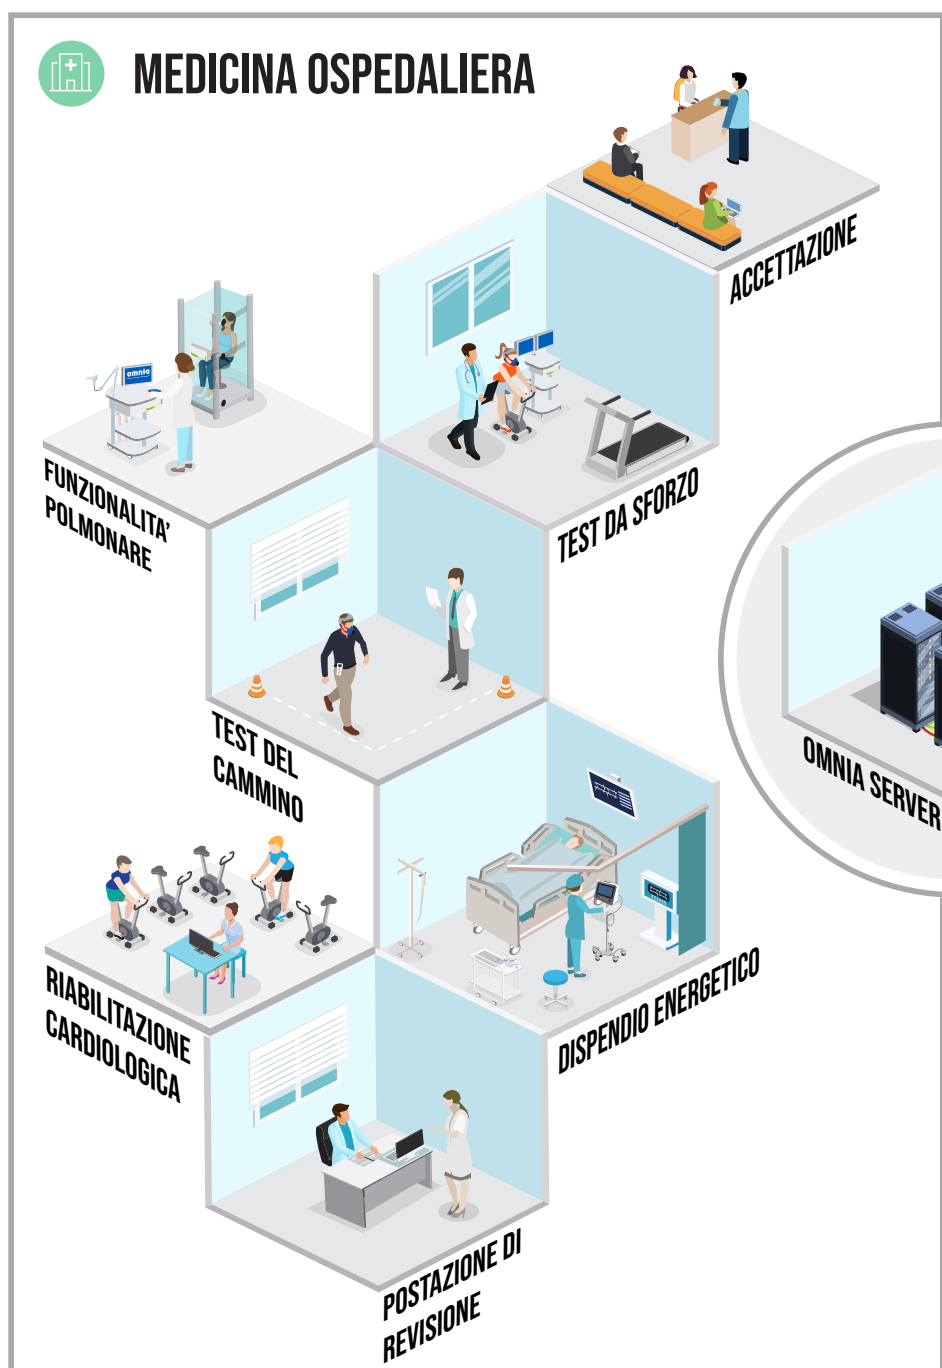 MEDICINA OSPEDALIERA
ACCETTAZIONE
omnia
FUNZIONALITA'
POLMONARE
TEST DA SFORZO
TEST DEL
CAMMINO
OMNIA SERVER
RIABILITAZIONE
CARDIOLOGICA
DISPENDIO ENERGETICO
POSTAZIONE DI
REVISIONE